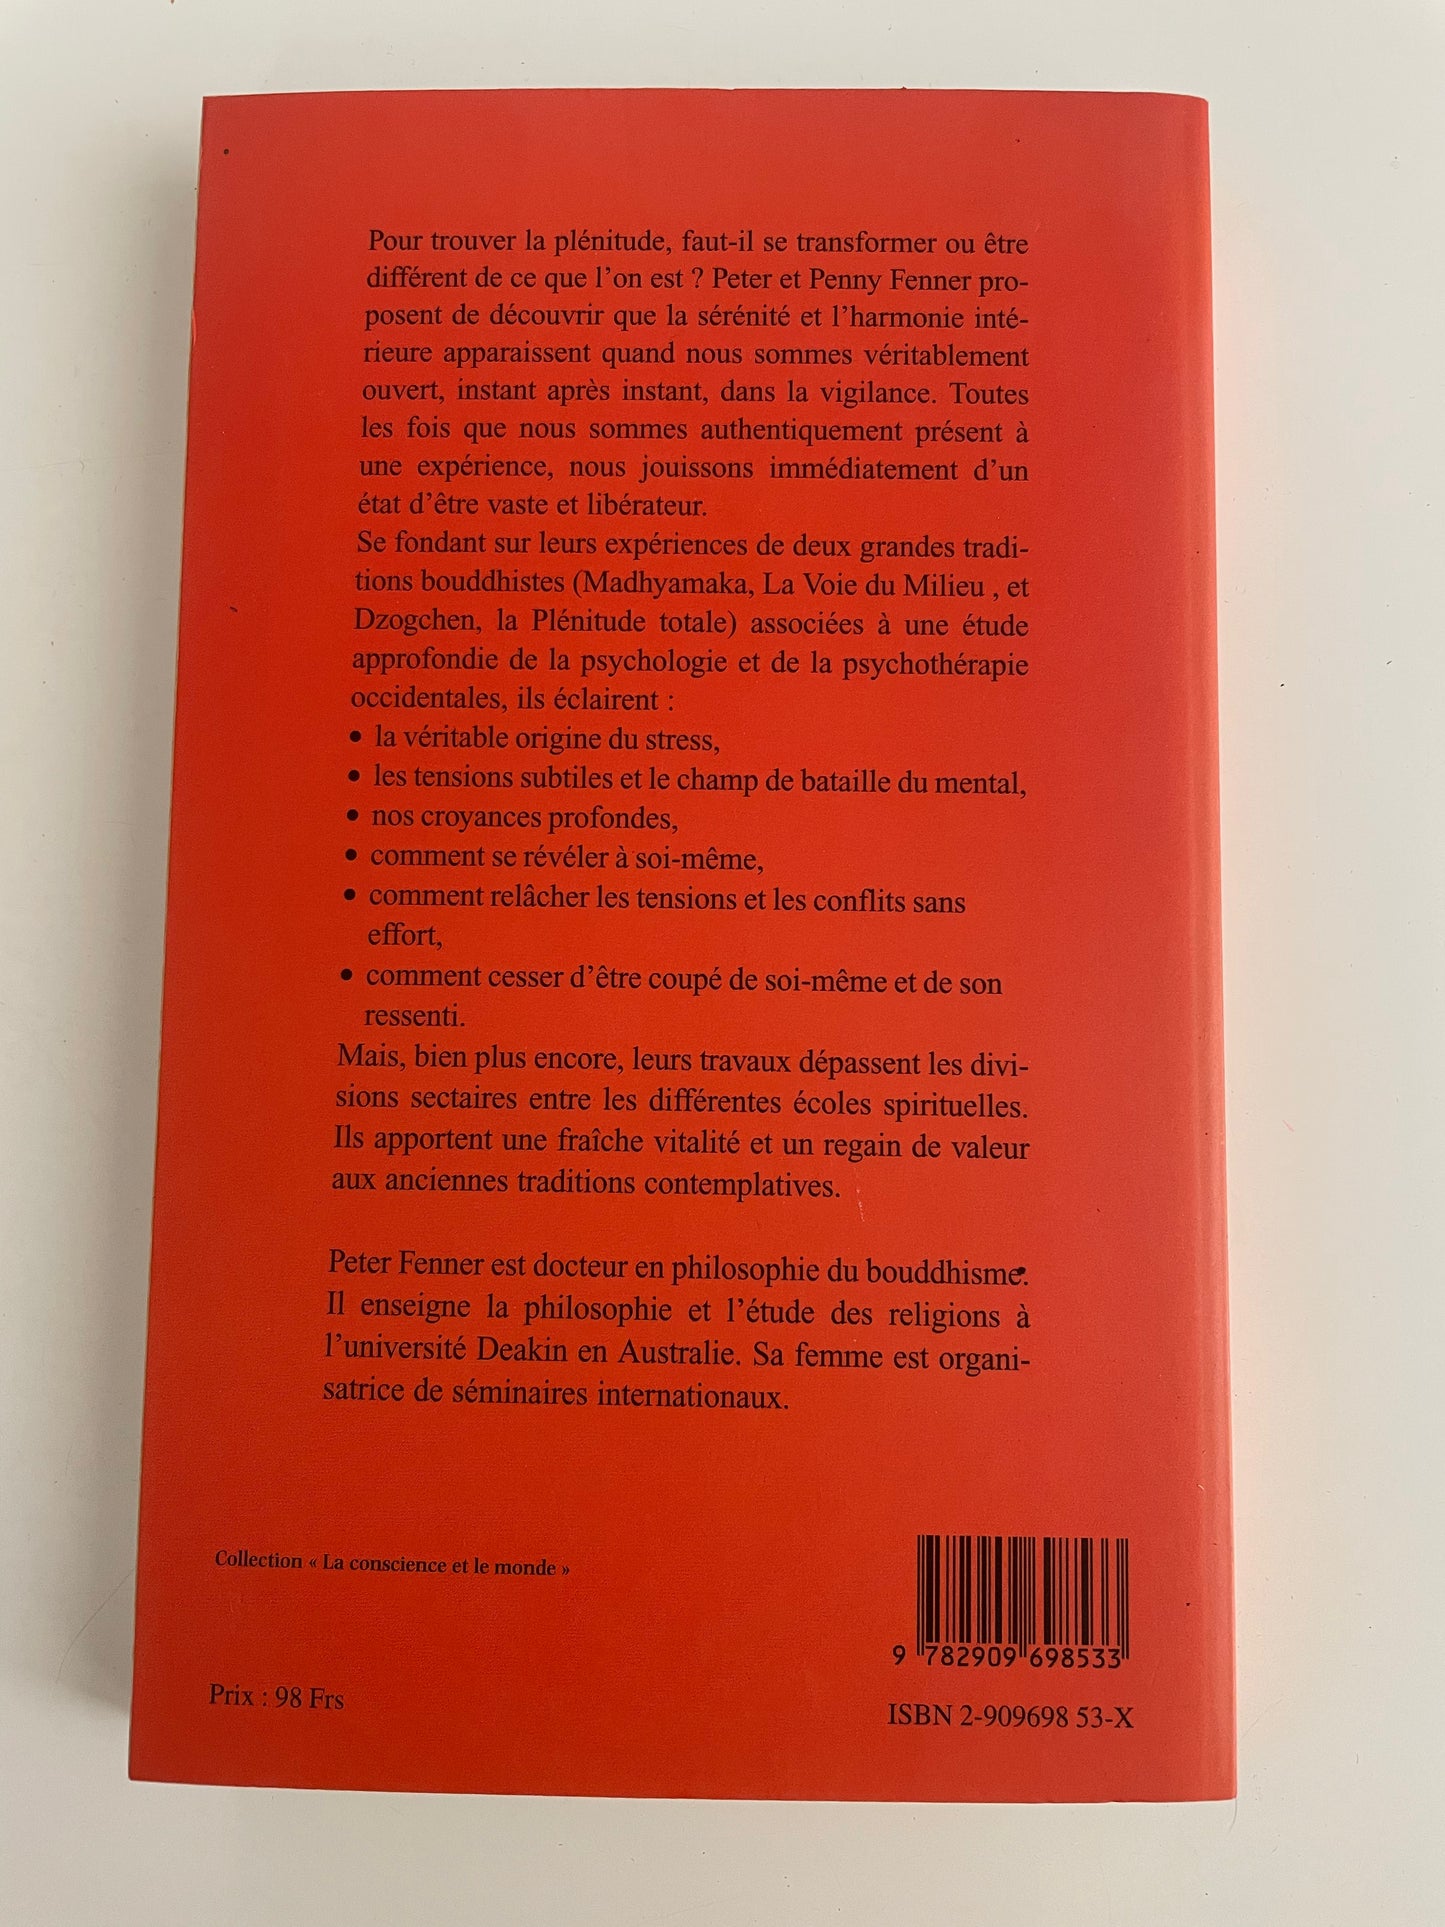 Pour trouver la plénitude, faut-il se transformer ou être
différent de ce que l'on est ? Peter et Penny Fenner pro-
posent de découvrir que la sérénité et l'harmonie inté-
rieure apparaissent quand nous sommes véritablement
ouvert, instant après instant, dans la vigilance. Toutes
les fois que nous sommes authentiquement présent à
une expérience, nous jouissons immédiatement d'un
état d'être vaste et libérateur.
Se fondant sur leurs expériences de deux grandes tradi-
tions bouddhistes (Madhyamaka, La Voie du Milieu , et
Dzogchen, la Plénitude totale) associées à une étude
approfondie de la psychologie et de la psychothérapie
occidentales, ils éclairent :
• la véritable origine du stress,
• les tensions subtiles et le champ de bataille du mental,
• nos croyances profondes,
• comment se révéler à soi-même,
• comment relâcher les tensions et les conflits sans
effort,
• comment cesser d'être coupé de soi-même et de son
ressenti.
Mais, bien plus encore, leurs travaux dépassent les divi-
sions sectaires entre les différentes écoles spirituelles.
Ils apportent une fraîche vitalité et un regain de valeur
aux anciennes traditions contemplatives.
Peter Fenner est docteur en philosophie du bouddhisme.
Il enseigne la philosophie et l'étude des religions à
l'université Deakin en Australie. Sa femme est organi-
satrice de séminaires internationaux.
Collection « La conscience et le monde »
9 782909 698533
Prix : 98 Frs
ISBN 2-909698 53-X